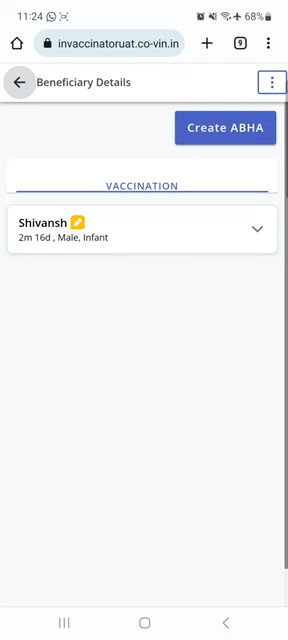 11:24 68%
invaccinatoruat.co-vin.in 9
Beneficiary Details
Create ABHA
VACCINATION
Shivansh
2m 16d , Male, Infant